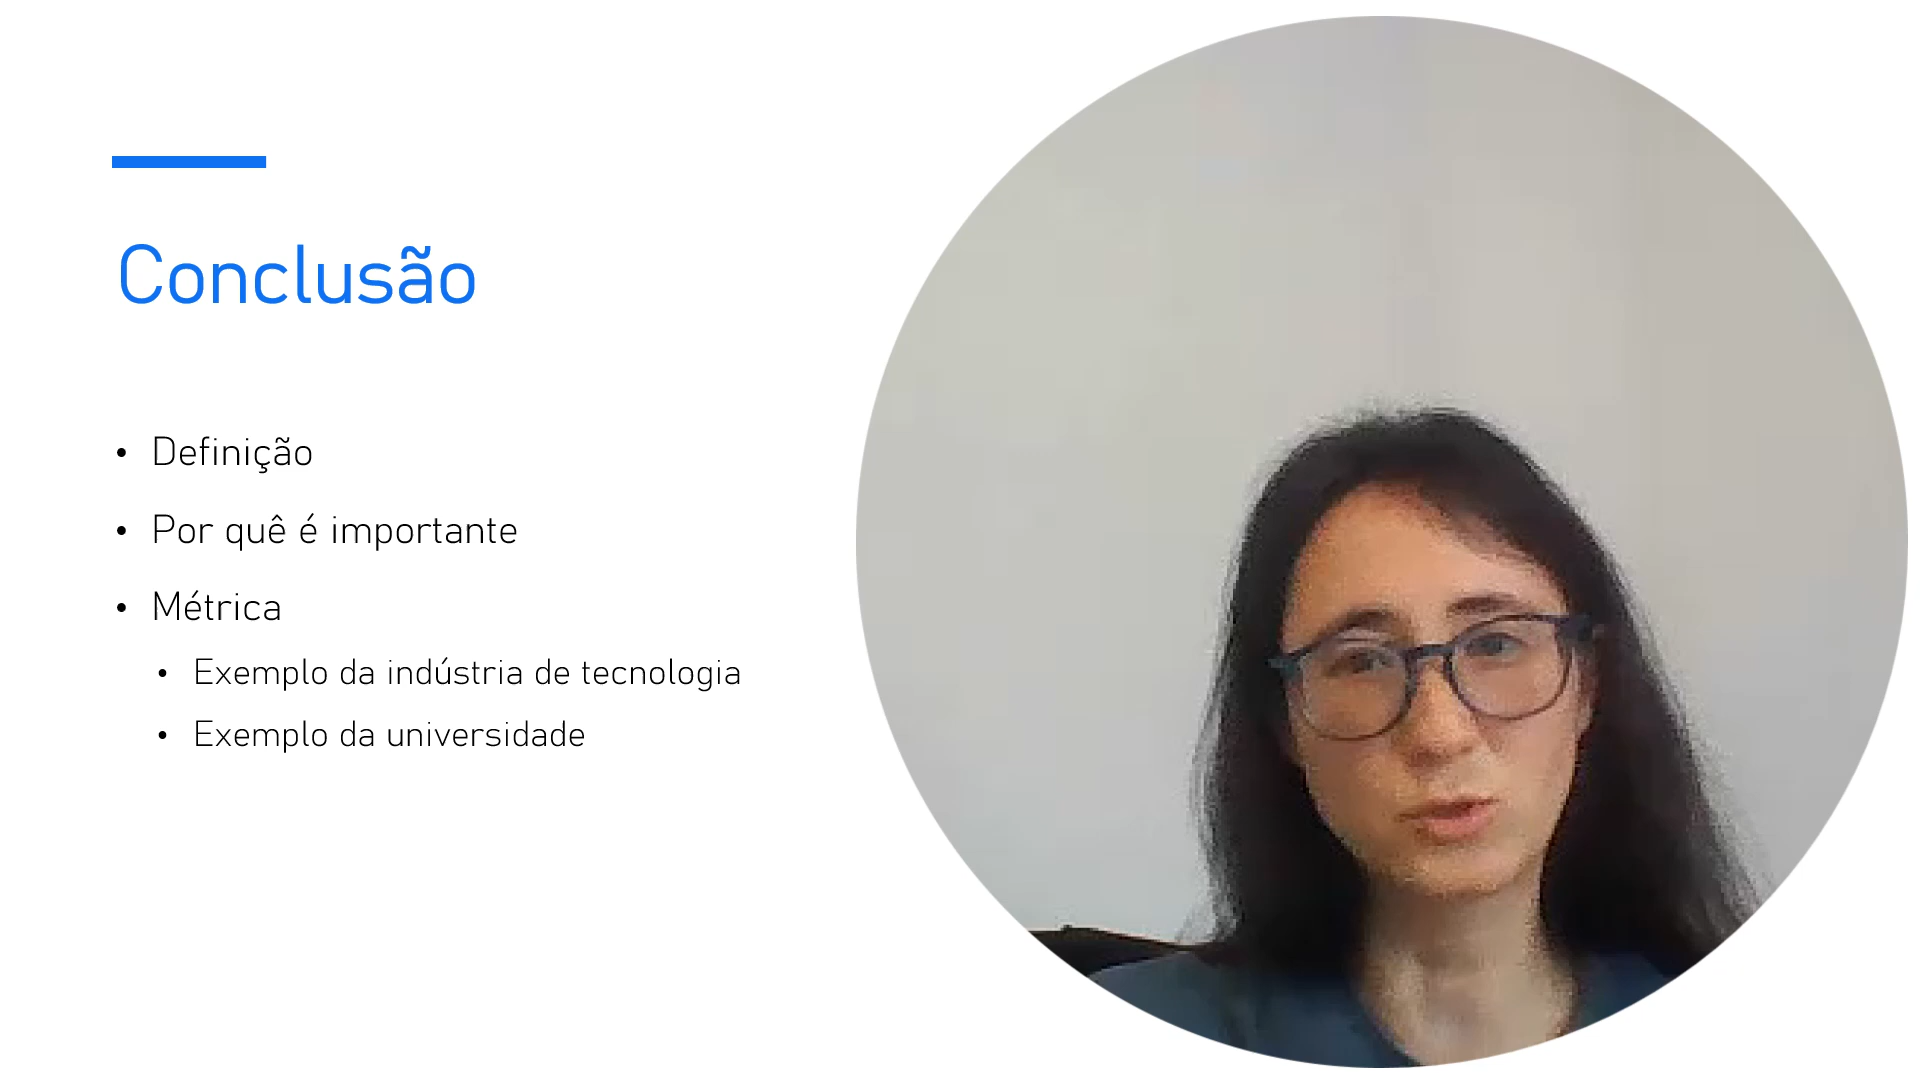 Conclusão
• Definição
• Por quê é importante
• Métrica
• Exemplo da indústria de tecnologia
• Exemplo da universidade